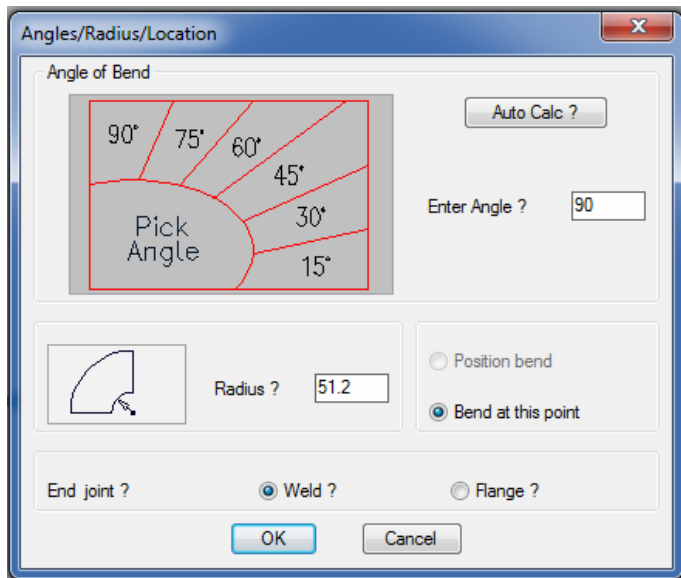 Angles/Radius/Location
Angle of Bend
90°
75°
60°
45°
30°
15°
Pick
Angle
Auto Calc ?
Enter Angle ?
90
Radius ?
51.2
Position bend
Bend at this point
End joint ?
Weld ?
Flange ?
OK
Cancel